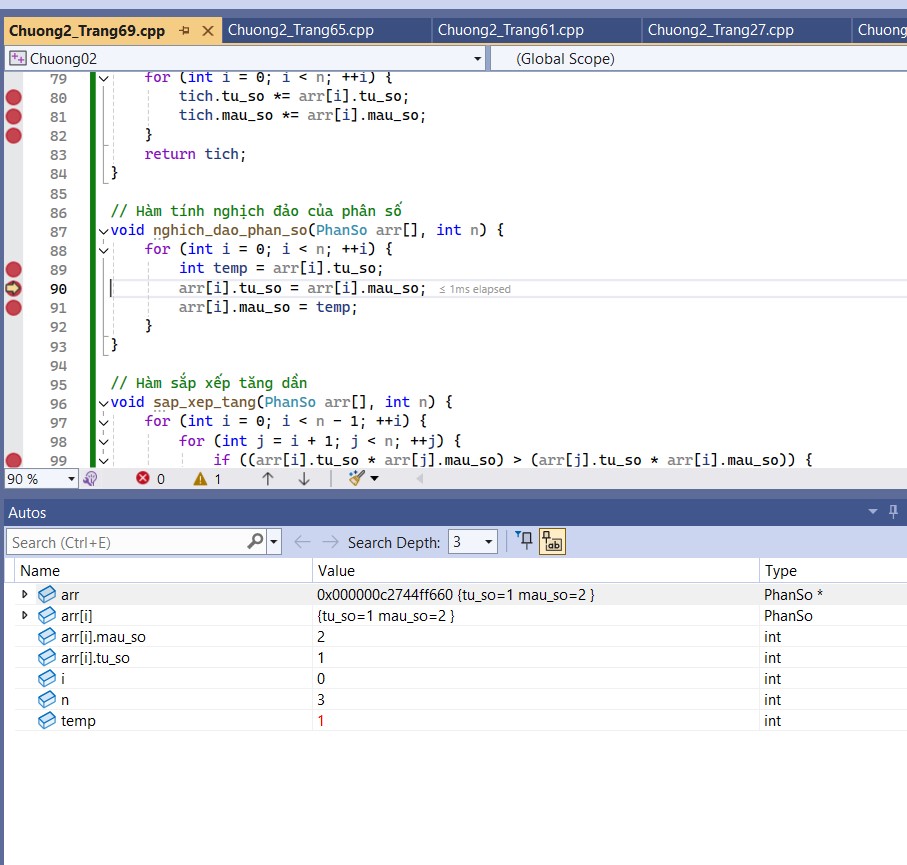 Chuong2_Trang69.cpp Chuong2_Trang65.cpp Chuong2_Trang61.cpp Chuong2_Trang27.cpp Chuong
Chuong02 (Global Scope)
79 for (int i = 0; i < n; ++i) {
80 tich.tu_so *= arr[i].tu_so;
81 tich.mau_so *= arr[i].mau_so;
82 }
83 return tich;
84 }
85
86 // Hàm tính nghịch đảo của phân số
87 void nghich_dao_phan_so(PhanSo arr[], int n) {
88 for (int i = 0; i < n; ++i) {
89 int temp = arr[i].tu_so;
90 arr[i].tu_so = arr[i].mau_so; ≤ 1ms elapsed
91 arr[i].mau_so = temp;
92 }
93 }
94
95 // Hàm sắp xếp tăng dần
96 void sap_xep_tang(PhanSo arr[], int n) {
97 for (int i = 0; i < n - 1; ++i) {
98 for (int j = i + 1; j < n; ++j) {
99 if ((arr[i].tu_so * arr[j].mau_so) > (arr[j].tu_so * arr[i].mau_so)) {
90 % 0 1
Autos
Search (Ctrl+E) Search Depth: 3
Name Value Type
arr 0x000000c2744ff660 {tu_so=1 mau_so=2 } PhanSo *
arr[i] {tu_so=1 mau_so=2 } PhanSo
arr[i].mau_so 2 int
arr[i].tu_so 1 int
i 0 int
n 3 int
temp 1 int